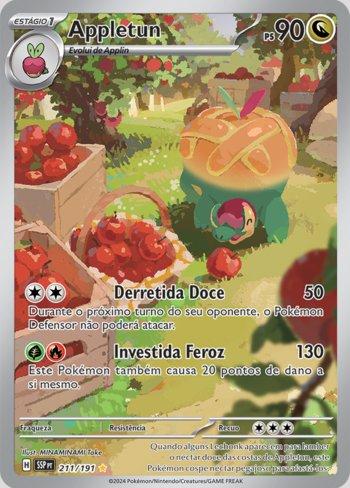 ESTÁGIO 1
Appletun
PS 90
Evolui de Applin
Derretida Doce 50
Durante o próximo turno do seu oponente, o Pokémon
Defensor não poderá atacar.
Investida Feroz 130
Este Pokémon também causa 20 pontos de dano a
si mesmo.
Fraqueza Resistência Recuo
Ilust. MINAMINAMI Take
H SSP PT 211/191
Quando alguns Lechonk aparecem para lamber
o néctar doce das costas do Appletun, este
Pokémon cospe néctar pegajoso para afastá-los.
©2024 Pokémon/Nintendo/Creatures/GAME FREAK